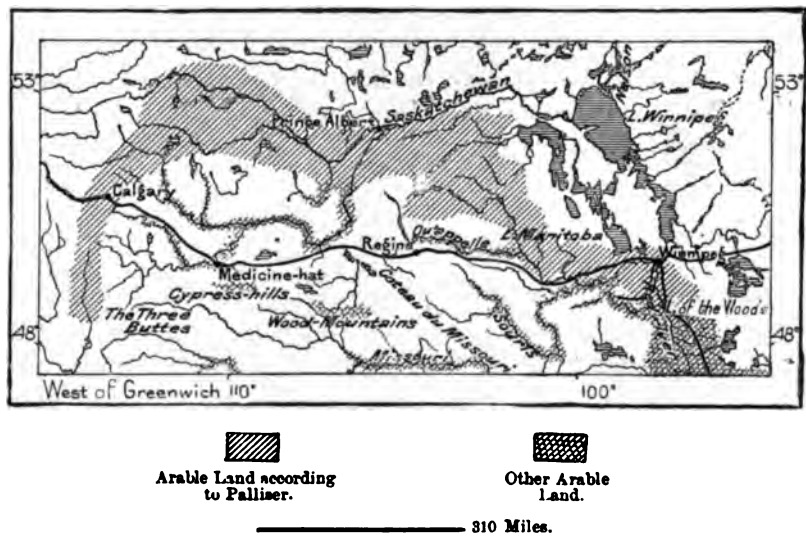 53°
53°
Prince Albert
Saskatchewan
Nelson
L. Winnipeg
Calgary
Regina
Qu'appelle
L. Manitoba
Winnipeg
Medicine-hat
Cypress-hills
Coteau du Missouri
Souris
L. of the Woods
The Three
Buttes
Wood-Mountains
Missouri
48°
48°
West of Greenwich 110° 100°
Arable Land according
to Palliser.
Other Arable
Land.
310 Miles.